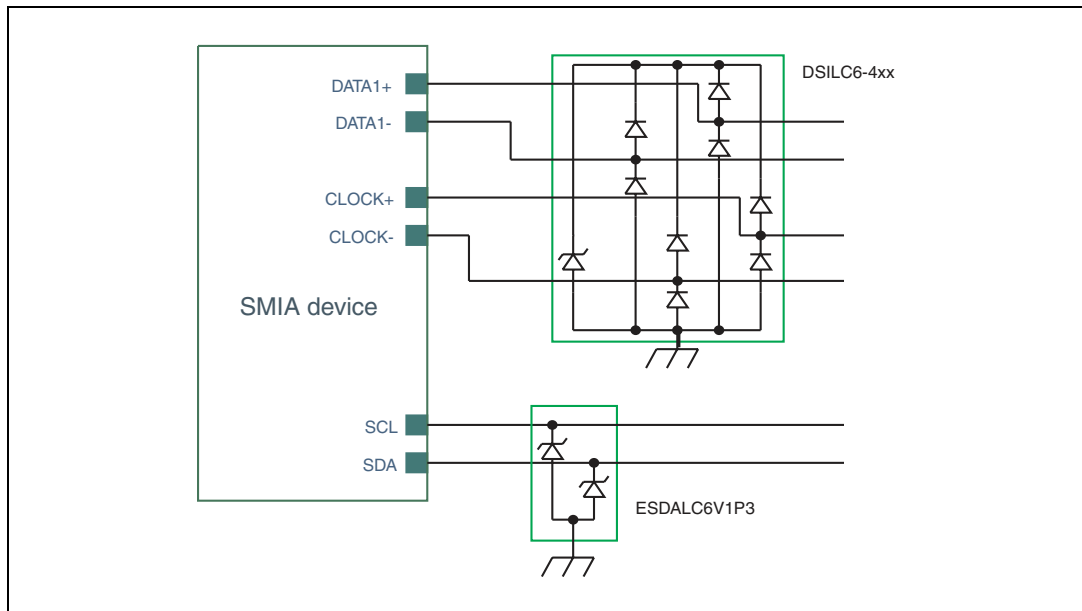 DSILC6-4xx
DATA1+
DATA1-
CLOCK+
CLOCK-
SMIA device
SCL
SDA
ESDALC6V1P3